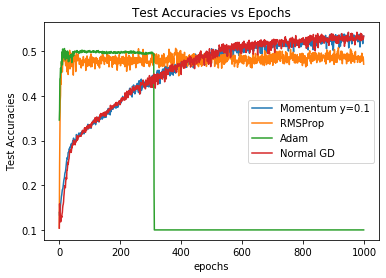 Test Accuracies vs Epochs
Test Accuracies
0.5
0.4
0.3
0.2
0.1
Momentum y=0.1
RMSProp
Adam
Normal GD
0 200 400 600 800 1000
epochs